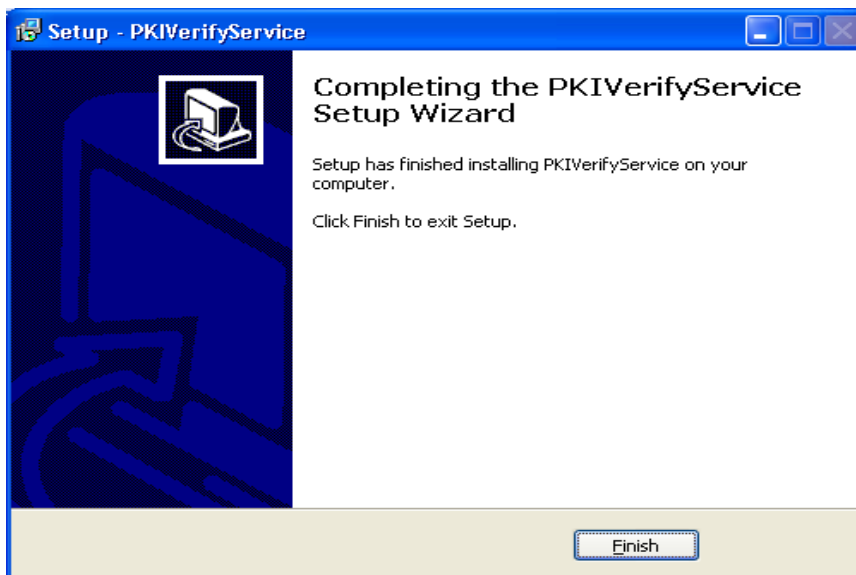 Setup - PKIVerifyService
Completing the PKIVerifyService
Setup Wizard
Setup has finished installing PKIVerifyService on your
computer.
Click Finish to exit Setup.
Finish